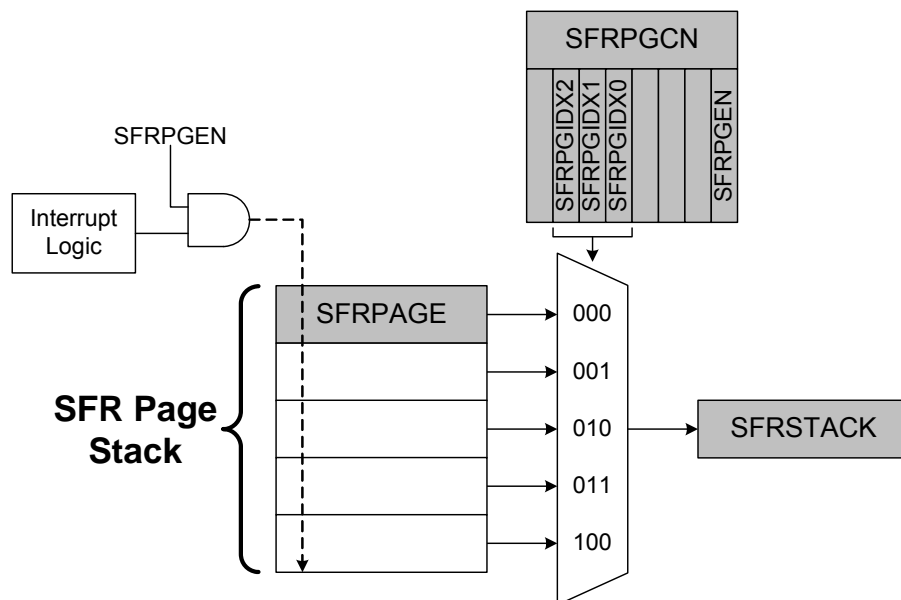 SFRPGCN
SFRPGIDX2
SFRPGIDX1
SFRPGIDX0
SFRPGEN
SFRPGEN
Interrupt
Logic
SFRPAGE
000
001
SFR Page
Stack
010
SFRSTACK
011
100